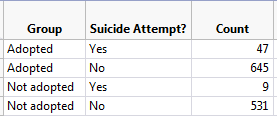 Group Suicide Attempt? Count
Adopted Yes 47
Adopted No 645
Not adopted Yes 9
Not adopted No 531